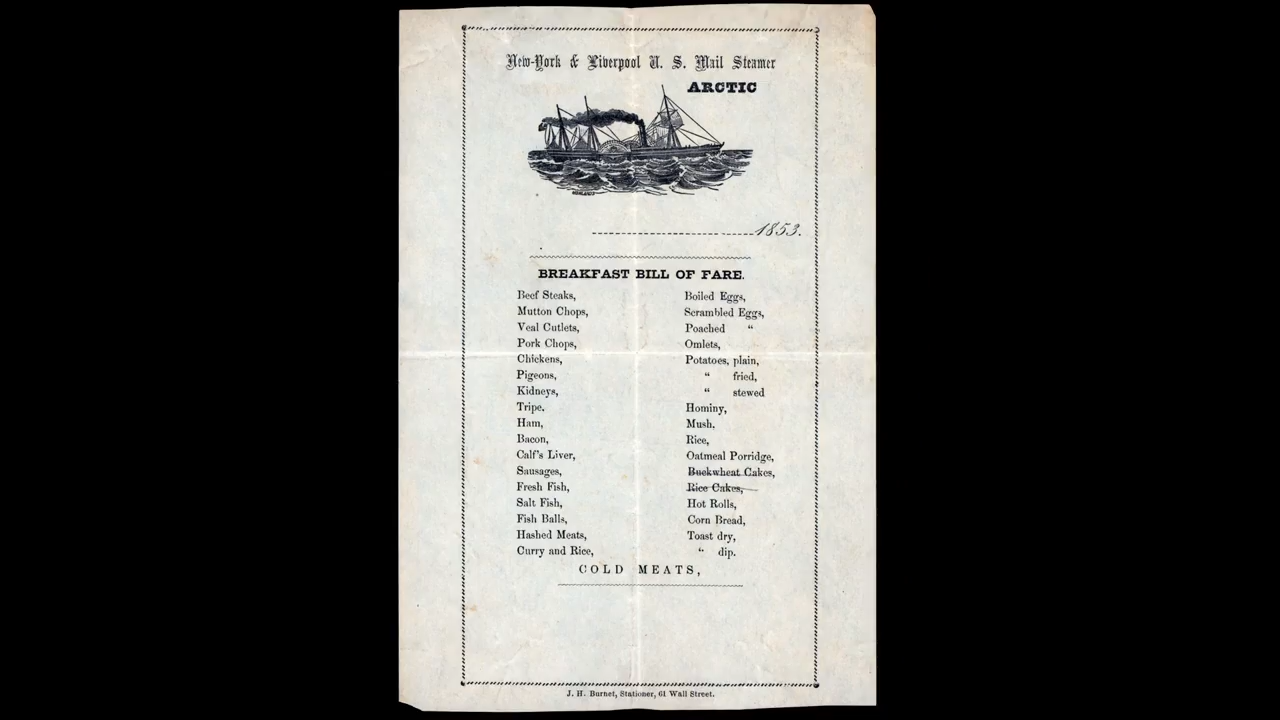 New-York & Liverpool U. S. Mail Steamer
ARCTIC
1853.
BREAKFAST BILL OF FARE.
Beef Steaks,
Mutton Chops,
Veal Cutlets,
Pork Chops,
Chickens,
Pigeons,
Kidneys,
Tripe,
Ham,
Bacon,
Calf's Liver,
Sausages,
Fresh Fish,
Salt Fish,
Fish Balls,
Hashed Meats,
Curry and Rice,
Boiled Eggs,
Scrambled Eggs,
Poached “
Omlets,
Potatoes, plain,
“ fried,
“ stewed
Hominy,
Mush,
Rice,
Oatmeal Porridge,
Buckwheat Cakes,
Rice Cakes,
Hot Rolls,
Corn Bread,
Toast dry,
“ dip.
COLD MEATS,
J. H. Burnet, Stationer, 61 Wall Street.